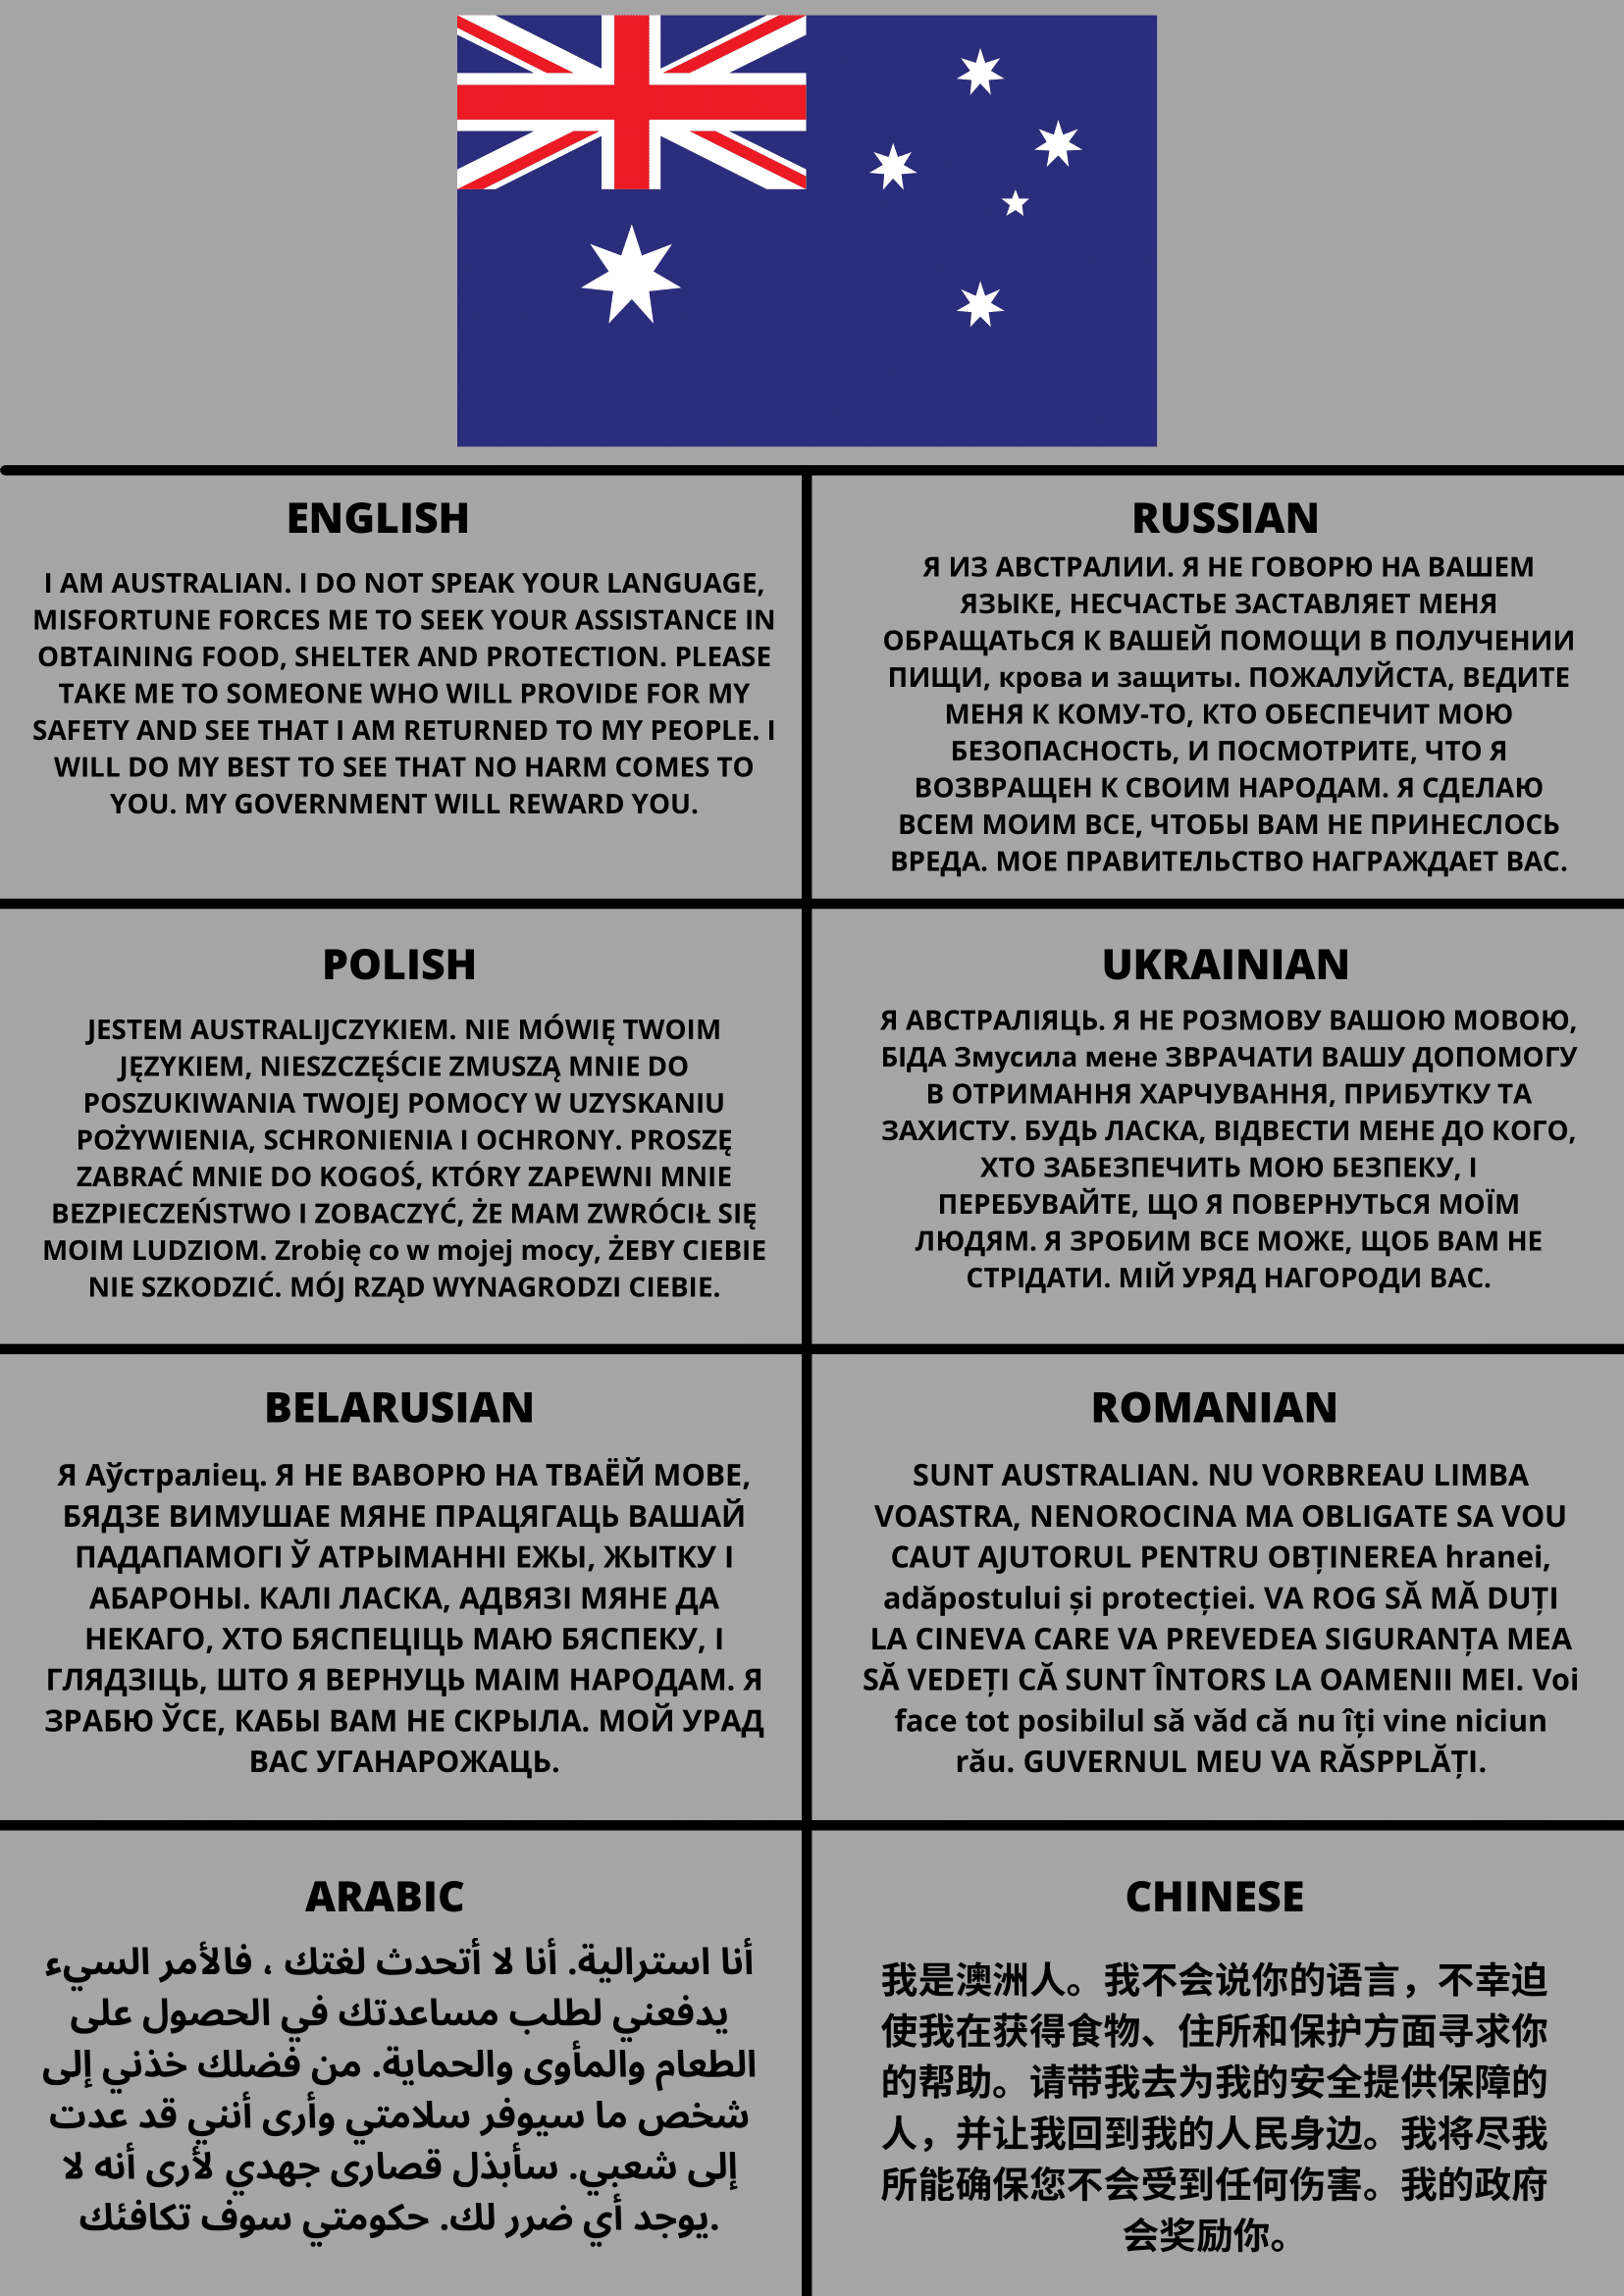 ENGLISH
I AM AUSTRALIAN. I DO NOT SPEAK YOUR LANGUAGE,
MISFORTUNE FORCES ME TO SEEK YOUR ASSISTANCE IN
OBTAINING FOOD, SHELTER AND PROTECTION. PLEASE
TAKE ME TO SOMEONE WHO WILL PROVIDE FOR MY
SAFETY AND SEE THAT I AM RETURNED TO MY PEOPLE. I
WILL DO MY BEST TO SEE THAT NO HARM COMES TO
YOU. MY GOVERNMENT WILL REWARD YOU.
RUSSIAN
Я ИЗ АВСТРАЛИИ. Я НЕ ГОВОРЮ НА ВАШЕМ
ЯЗЫКЕ, НЕСЧАСТЬЕ ЗАСТАВЛЯЕТ МЕНЯ
ОБРАЩАТЬСЯ К ВАШЕЙ ПОМОЩИ В ПОЛУЧЕНИИ
ПИЩИ, крова и защиты. ПОЖАЛУЙСТА, ВЕДИТЕ
МЕНЯ К КОМУ-ТО, КТО ОБЕСПЕЧИТ МОЮ
БЕЗОПАСНОСТЬ, И ПОСМОТРИТЕ, ЧТО Я
ВОЗВРАЩЕН К СВОИМ НАРОДАМ. Я СДЕЛАЮ
ВСЕМ МОИМ ВСЕ, ЧТОБЫ ВАМ НЕ ПРИНЕСЛОСЬ
ВРЕДА. МОЕ ПРАВИТЕЛЬСТВО НАГРАЖДАЕТ ВАС.
POLISH
JESTEM AUSTRALIJCZYKIEM. NIE MÓWIĘ TWOIM
JĘZYKIEM, NIESZCZĘŚCIE ZMUSZĄ MNIE DO
POSZUKIWANIA TWOJEJ POMOCY W UZYSKANIU
POŻYWIENIA, SCHRONIENIA I OCHRONY. PROSZĘ
ZABRAĆ MNIE DO KOGOŚ, KTÓRY ZAPEWNI MNIE
BEZPIECZEŃSTWO I ZOBACZYĆ, ŻE MAM ZWRÓCIŁ SIĘ
MOIM LUDZIOM. Zrobię co w mojej mocy, ŻEBY CIEBIE
NIE SZKODZIĆ. MÓJ RZĄD WYNAGRODZI CIEBIE.
UKRAINIAN
Я АВСТРАЛІЯЦЬ. Я НЕ РОЗМОВУ ВАШОЮ МОВОЮ,
БІДА Змусила мене ЗВРАЧАТИ ВАШУ ДОПОМОГУ
В ОТРИМАННЯ ХАРЧУВАННЯ, ПРИБУТКУ ТА
ЗАХИСТУ. БУДЬ ЛАСКА, ВІДВЕСТИ МЕНЕ ДО КОГО,
ХТО ЗАБЕЗПЕЧИТЬ МОЮ БЕЗПЕКУ, І
ПЕРЕБУВАЙТЕ, ЩО Я ПОВЕРНУТЬСЯ МОЇМ
ЛЮДЯМ. Я ЗРОБИМ ВСЕ МОЖЕ, ЩОБ ВАМ НЕ
СТРІДАТИ. МІЙ УРЯД НАГОРОДИ ВАС.
BELARUSIAN
Я Аўстраліец. Я НЕ ВАВОРЮ НА ТВАЁЙ МОВЕ,
БЯДЗЕ ВИМУШАЕ МЯНЕ ПРАЦЯГАЦЬ ВАШАЙ
ПАДАПАМОГІ Ў АТРЫМАННІ ЕЖЫ, ЖЫТКУ І
АБАРОНЫ. КАЛІ ЛАСКА, АДВЯЗІ МЯНЕ ДА
НЕКАГО, ХТО БЯСПЕЦІЦЬ МАЮ БЯСПЕКУ, І
ГЛЯДЗІЦЬ, ШТО Я ВЕРНУЦЬ МАІМ НАРОДАМ. Я
ЗРАБЮ ЎСЕ, КАБЫ ВАМ НЕ СКРЫЛА. МОЙ УРАД
ВАС УГАНАРОЖАЦЬ.
ROMANIAN
SUNT AUSTRALIAN. NU VORBREAU LIMBA
VOASTRA, NENOROCINA MA OBLIGATE SA VOU
CAUT AJUTORUL PENTRU OBȚINEREA hranei,
adăpostului și protecției. VA ROG SĂ MĂ DUȚI
LA CINEVA CARE VA PREVEDEA SIGURANȚA MEA
SĂ VEDEȚI CĂ SUNT ÎNTORS LA OAMENII MEI. Voi
face tot posibilul să văd că nu îți vine niciun
rău. GUVERNUL MEU VA RĂSPPLĂȚI.
ARABIC
أنا استرالية. أنا لا أتحدث لغتك ، فالأمر السيء
يدفعني لطلب مساعدتك في الحصول على
الطعام والمأوى والحماية. من فضلك خذني إلى
شخص ما سيوفر سلامتي وأرى أنني قد عدت
إلى شعبي. سأبذل قصارى جهدي لأرى أنه لا
يوجد أي ضرر لك. حكومتي سوف تكافئك.
CHINESE
我是澳洲人。我不会说你的语言，不幸迫
使我在获得食物、住所和保护方面寻求你
的帮助。请带我去为我的安全提供保障的
人，并让我回到我的人民身边。我将尽我
所能确保您不会受到任何伤害。我的政府
会奖励你。